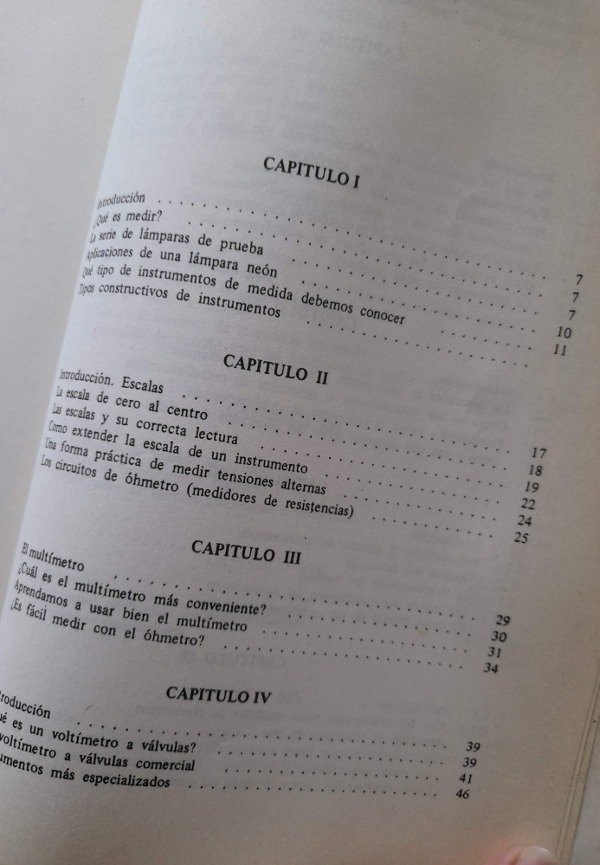 CAPITULO I
Introducción . . . 7
¿Qué es medir? . . . 7
La serie de lámparas de prueba . . . 7
Aplicaciones de una lámpara neón . . . 10
Qué tipo de instrumentos de medida debemos conocer . . . 11
Tipos constructivos de instrumentos . . .
CAPITULO II
Introducción. Escalas . . . 17
La escala de cero al centro . . . 18
Las escalas y su correcta lectura . . . 19
Como extender la escala de un instrumento . . . 22
Una forma práctica de medir tensiones alternas . . . 24
Los circuitos de óhmetro (medidores de resistencias) . . . 25
CAPITULO III
El multímetro . . . 29
¿Cuál es el multímetro más conveniente? . . . 30
Aprendamos a usar bien el multímetro . . . 31
¿Es fácil medir con el óhmetro? . . . 34
CAPITULO IV
troducción . . . 39
ué es un voltímetro a válvulas? . . . 39
voltímetro a válvulas comercial . . . 41
umentos más especializados . . . 46